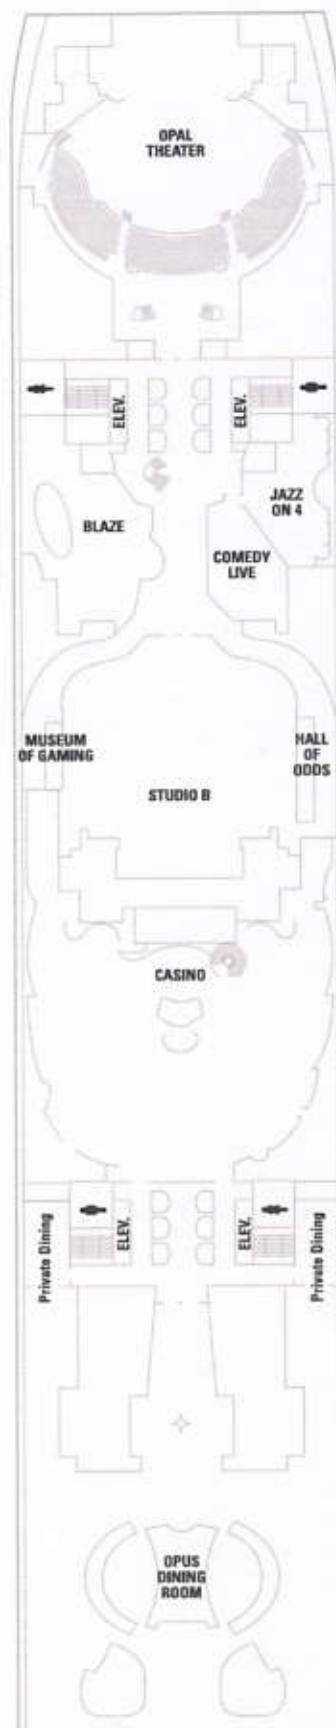 OPAL
THEATER
ELEV.
ELEV.
BLAZE
JAZZ
ON 4
COMEDY
LIVE
MUSEUM
OF GAMING
HALL
OF
ODDS
STUDIO B
CASINO
Private Dining
ELEV.
ELEV.
Private Dining
OPUS
DINING
ROOM